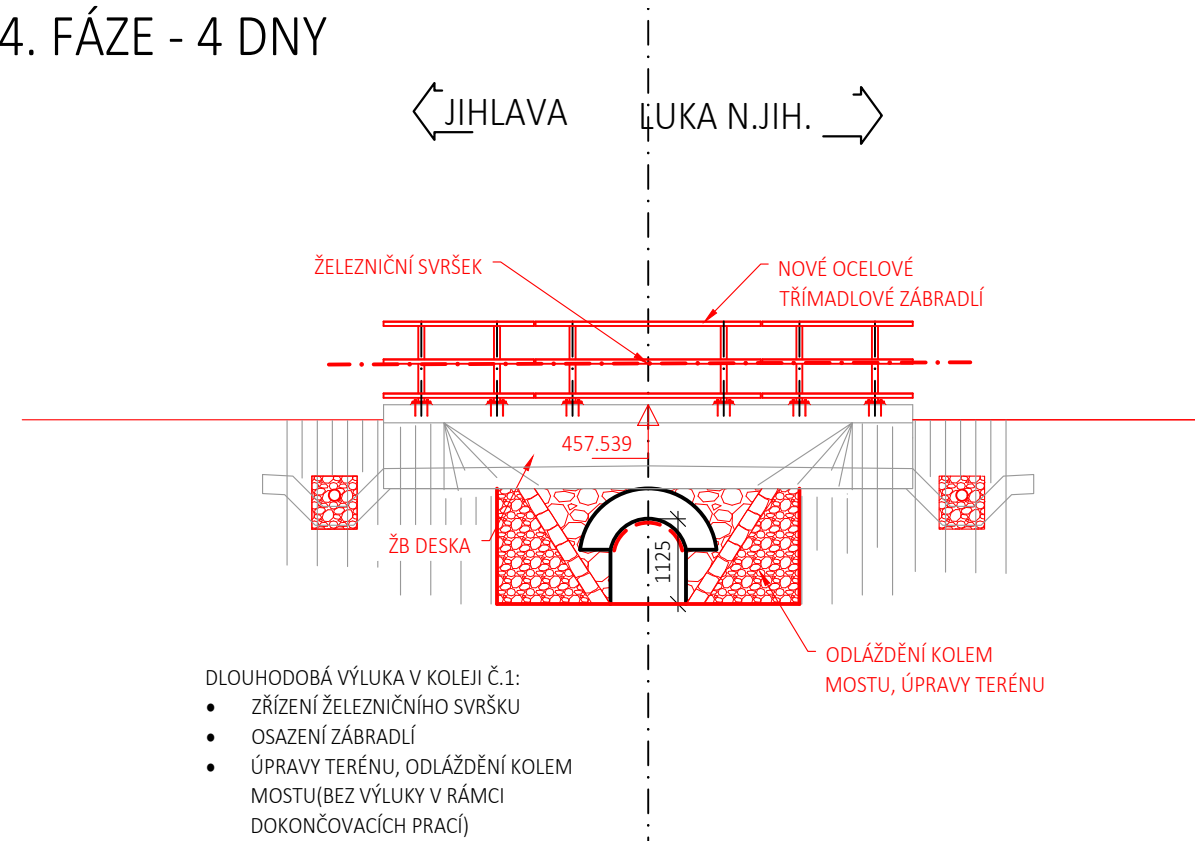 4. FÁZE - 4 DNY
JIHLAVA
LUKA N.JIH.
ŽELEZNIČNÍ SVRŠEK
NOVÉ OCELOVÉ
TŘÍMADLOVÉ ZÁBRADLÍ
457.539
ŽB DESKA
1125
ODLÁŽDĚNÍ KOLEM
MOSTU, ÚPRAVY TERÉNU
DLOUHODOBÁ VÝLUKA V KOLEJI Č.1:
• ZŘÍZENÍ ŽELEZNIČNÍHO SVRŠKU
• OSAZENÍ ZÁBRADLÍ
• ÚPRAVY TERÉNU, ODLÁŽDĚNÍ KOLEM
MOSTU(BEZ VÝLUKY V RÁMCI
DOKONČOVACÍCH PRACÍ)